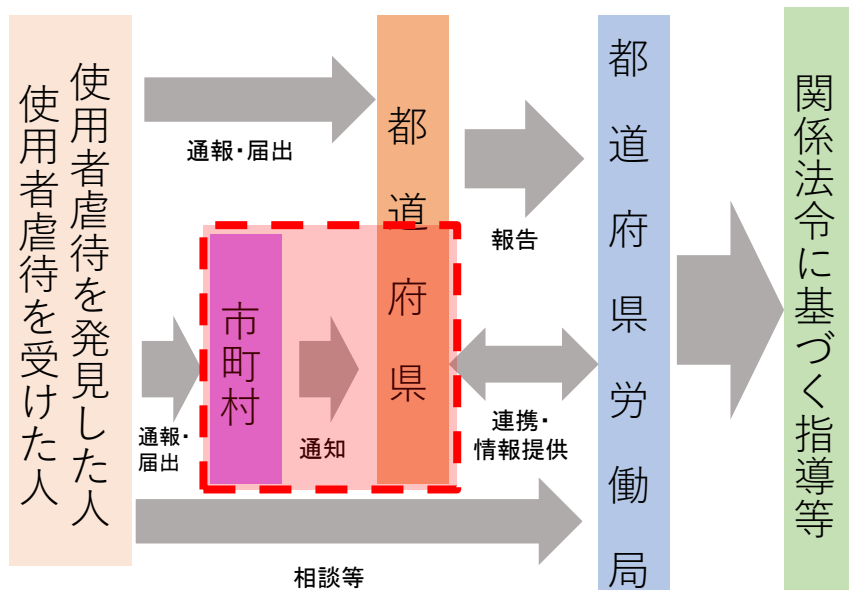 使用者虐待を発見した人
使用者虐待を受けた人
通報・届出
都道府県
報告
市町村
通知
通報・
届出
連携・
情報提供
相談等
都道府県労働局
関係法令に基づく指導等